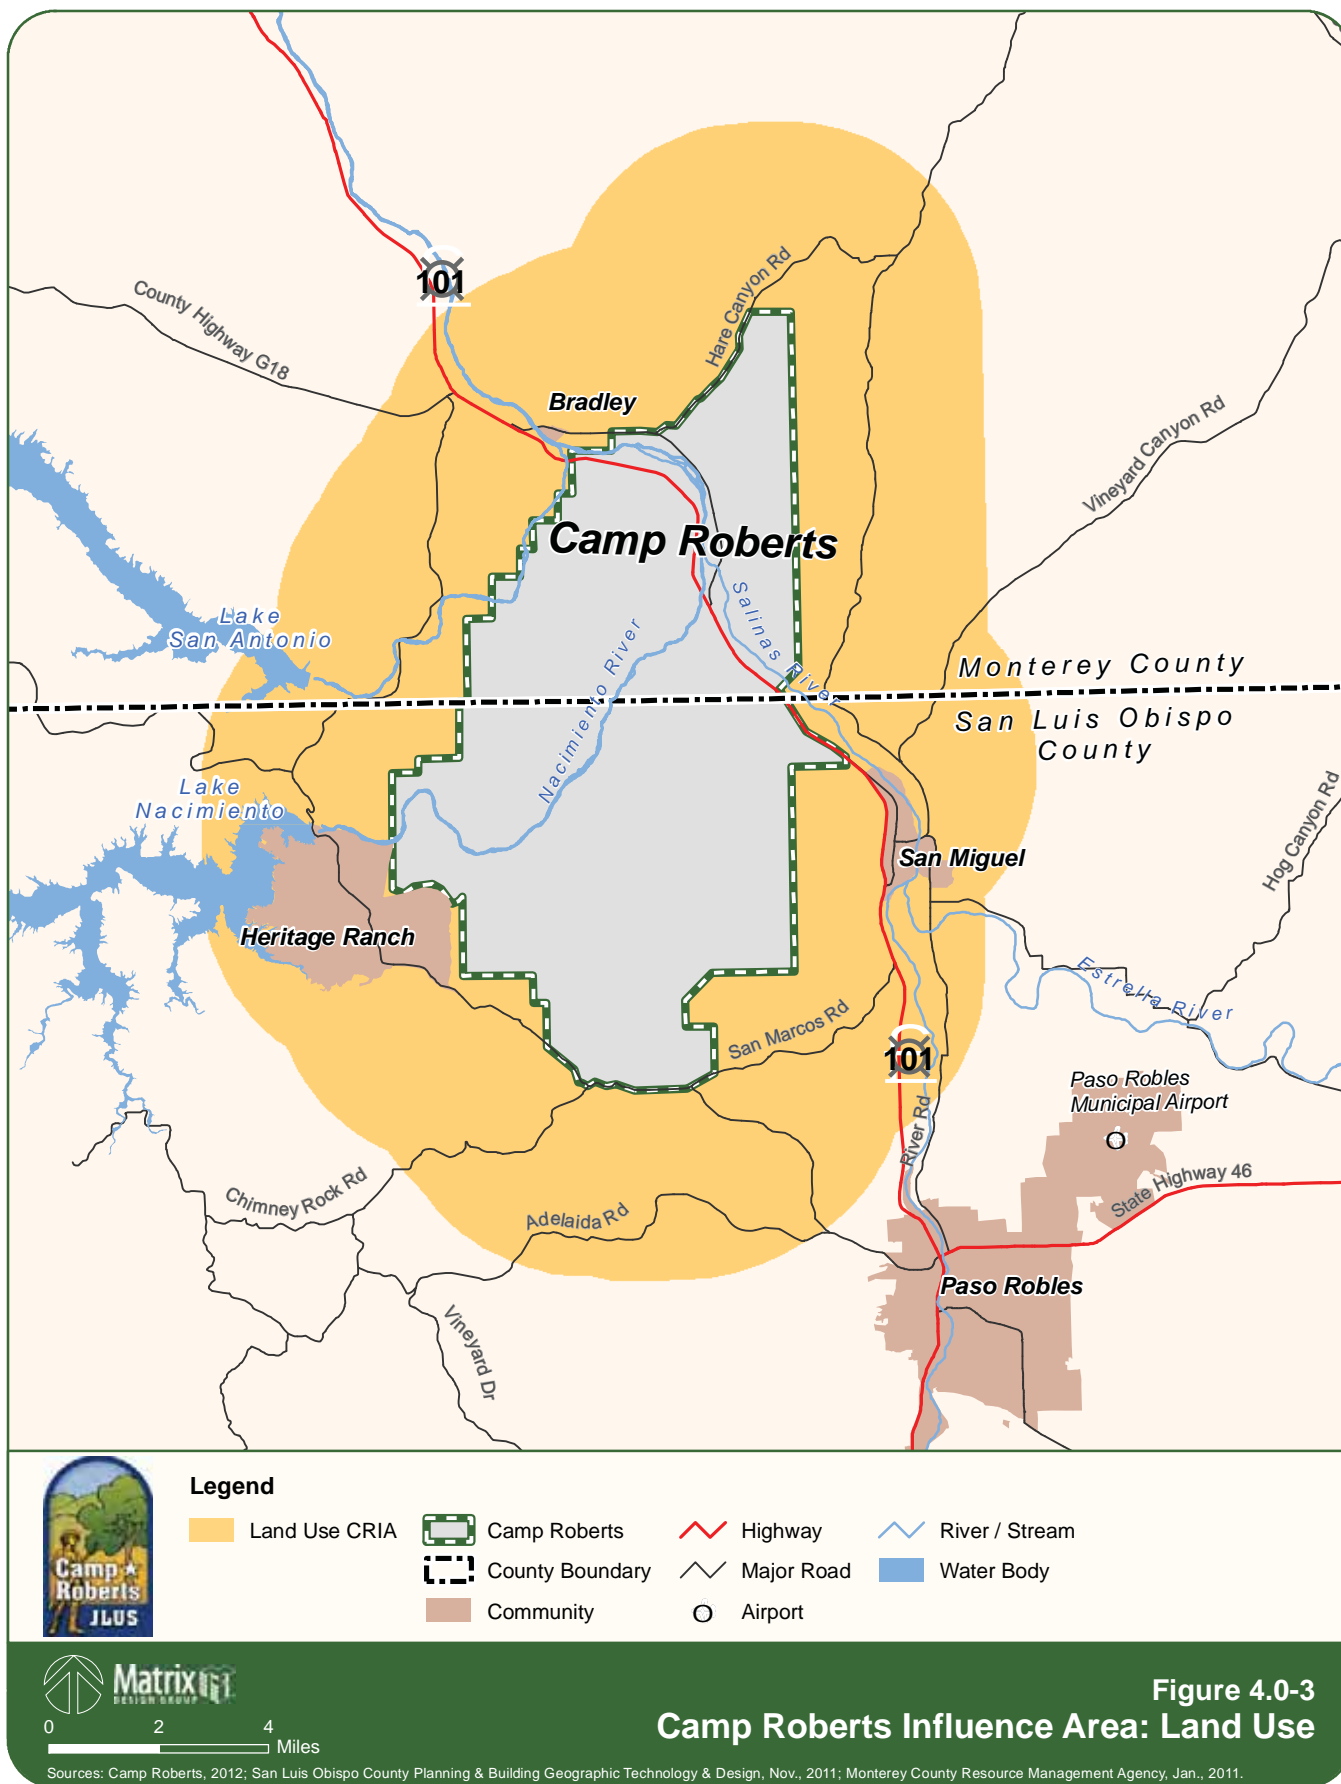 101
County Highway G18
Hare Canyon Rd
Bradley
Vineyard Canyon Rd
Camp Roberts
Lake
San Antonio
Salinas River
Nacimiento River
Monterey County
San Luis Obispo
County
Lake
Nacimiento
Hog Canyon Rd
San Miguel
Heritage Ranch
Estrella River
San Marcos Rd
101
Paso Robles
Municipal Airport
River Rd
State Highway 46
Chimney Rock Rd
Adelaida Rd
Paso Robles
Vineyard Dr
Legend
Land Use CRIA
Camp Roberts
Highway
River / Stream
County Boundary
Major Road
Water Body
Community
Airport
Camp
Roberts
JLUS
Matrix
DESIGN GROUP
0 2 4
Miles
Figure 4.0-3
Camp Roberts Influence Area: Land Use
Sources: Camp Roberts, 2012; San Luis Obispo County Planning & Building Geographic Technology & Design, Nov., 2011; Monterey County Resource Management Agency, Jan., 2011.